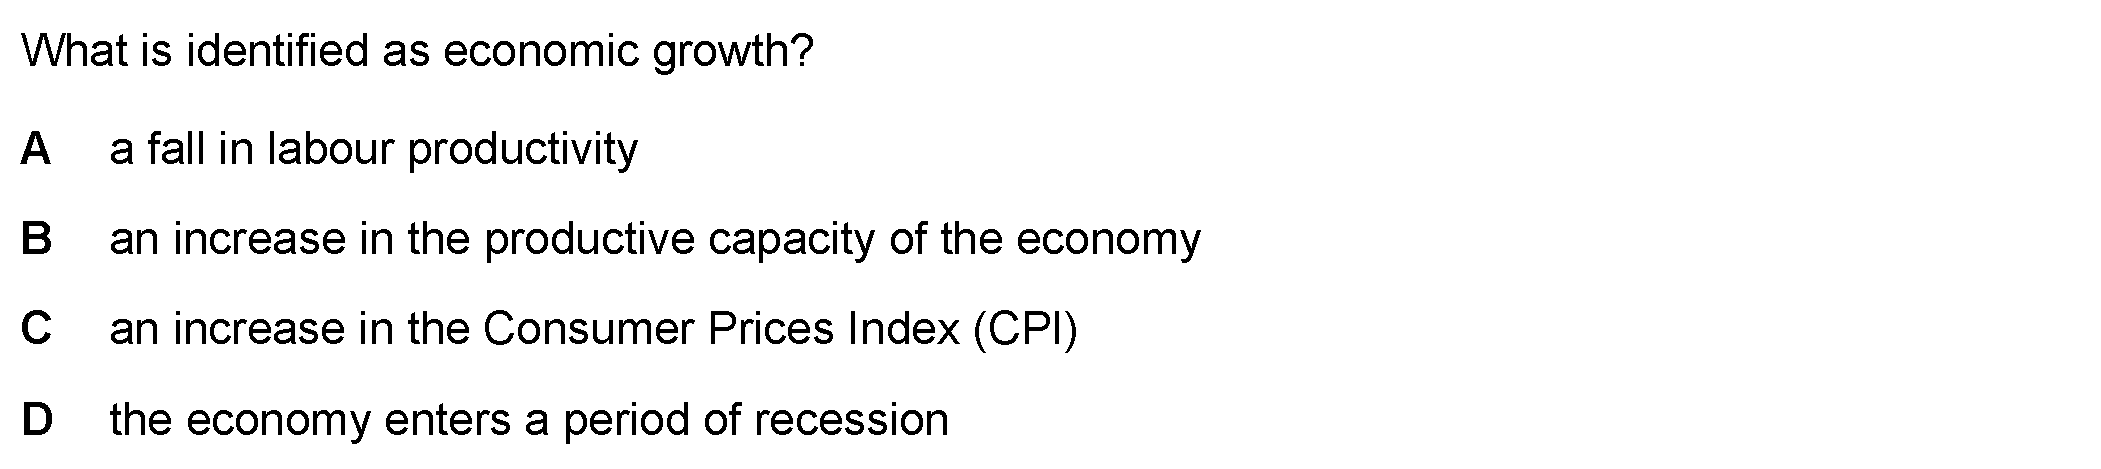 What is identified as economic growth?
A a fall in labour productivity
B an increase in the productive capacity of the economy
C an increase in the Consumer Prices Index (CPI)
D the economy enters a period of recession